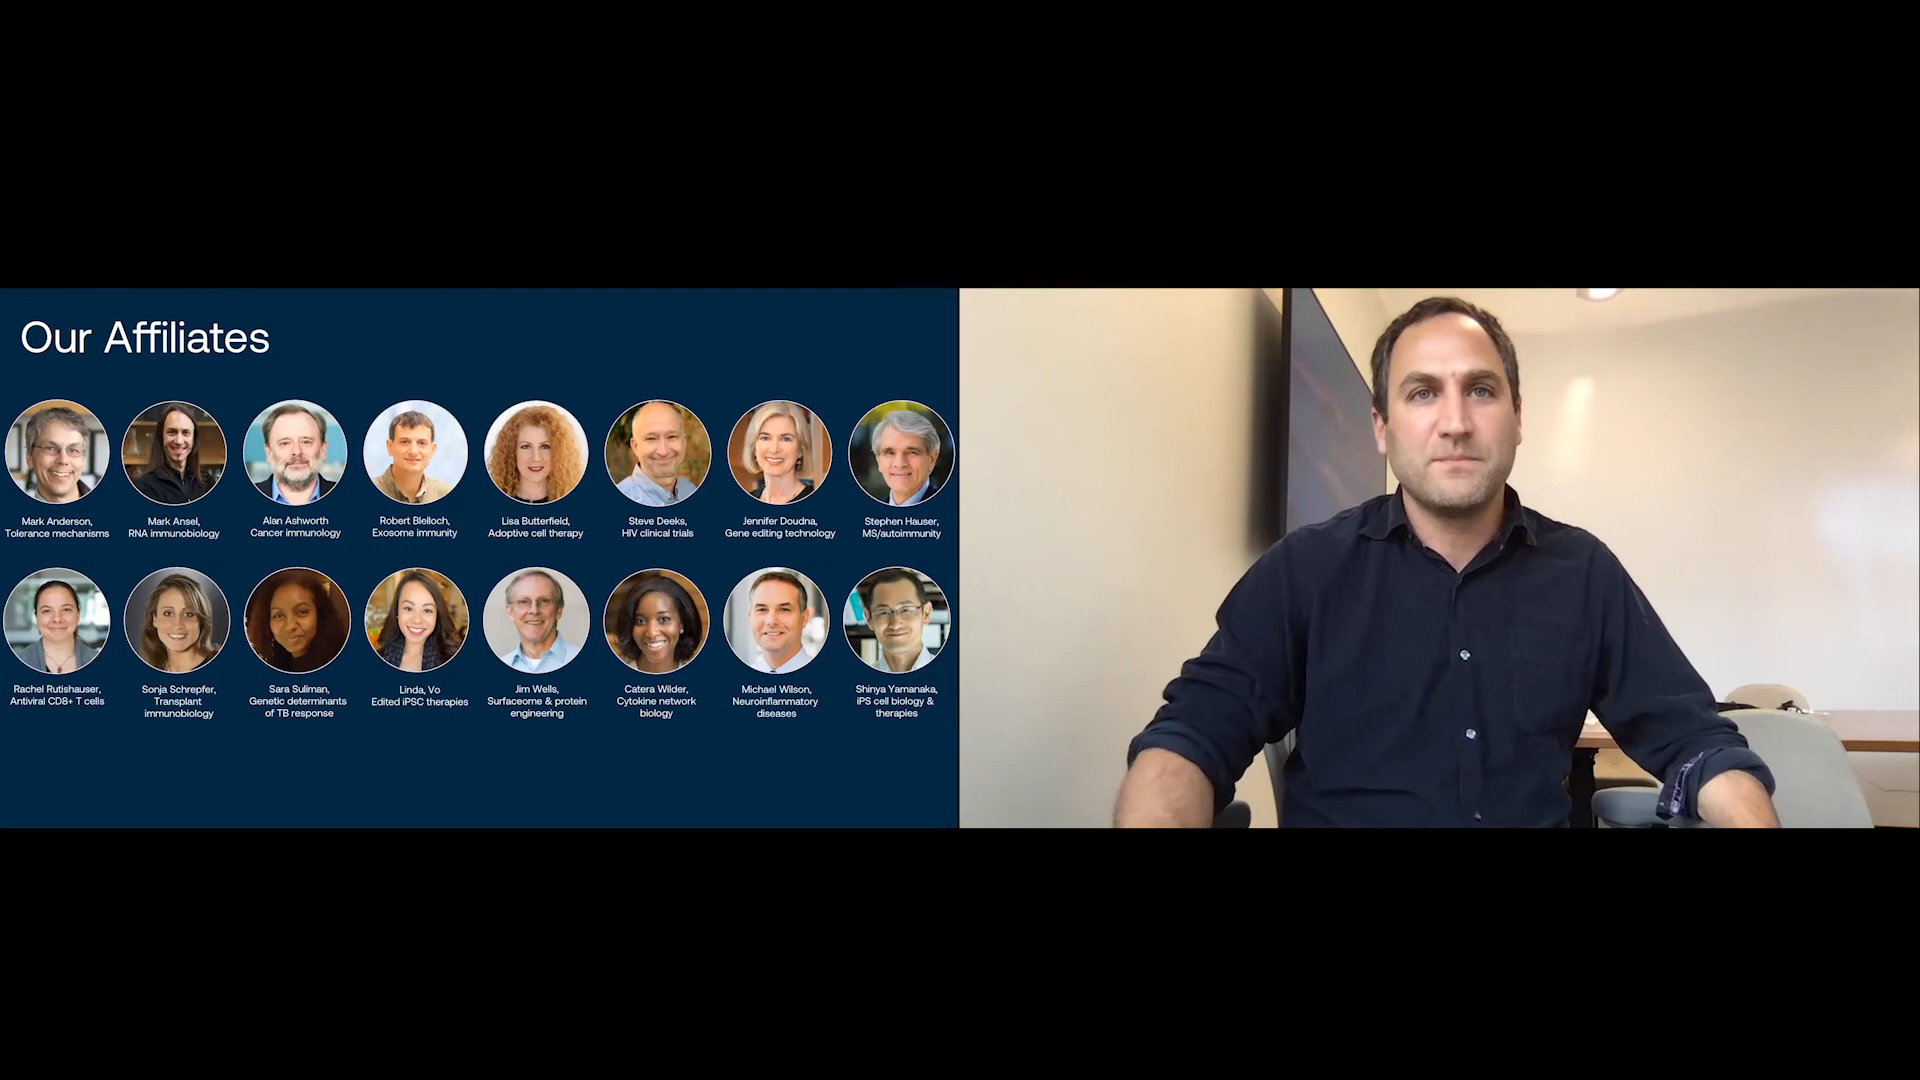 Our Affiliates
Mark Anderson,
Tolerance mechanisms
Mark Ansel,
RNA immunobiology
Alan Ashworth
Cancer immunology
Robert Blelloch,
Exosome immunity
Lisa Butterfield,
Adoptive cell therapy
Steve Deeks,
HIV clinical trials
Jennifer Doudna,
Gene editing technology
Stephen Hauser,
MS/autoimmunity
Rachel Rutishauser,
Antiviral CD8+ T cells
Sonja Schrepfer,
Transplant
immunobiology
Sara Suliman,
Genetic determinants
of TB response
Linda, Vo
Edited iPSC therapies
Jim Wells,
Surfaceome & protein
engineering
Catera Wilder,
Cytokine network
biology
Michael Wilson,
Neuroinflammatory
diseases
Shinya Yamanaka,
iPS cell biology &
therapies